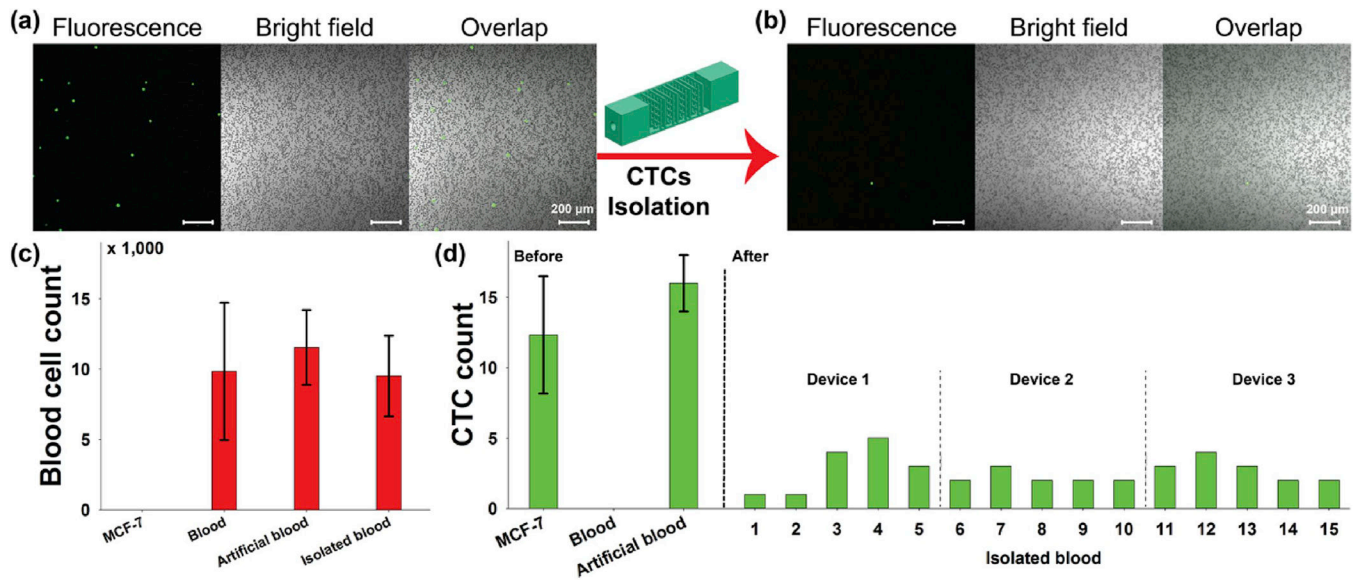 (a)
Fluorescence Bright field Overlap
200 µm
CTCs
Isolation
(b)
Fluorescence Bright field Overlap
200 µm
(c)
x 1,000
Blood cell count
15
10
5
0
MCF-7 Blood Artificial blood Isolated blood
(d)
Before After
CTC count
15
10
5
0
Device 1 Device 2 Device 3
MCF-7 Blood Artificial blood
1 2 3 4 5 6 7 8 9 10 11 12 13 14 15
Isolated blood